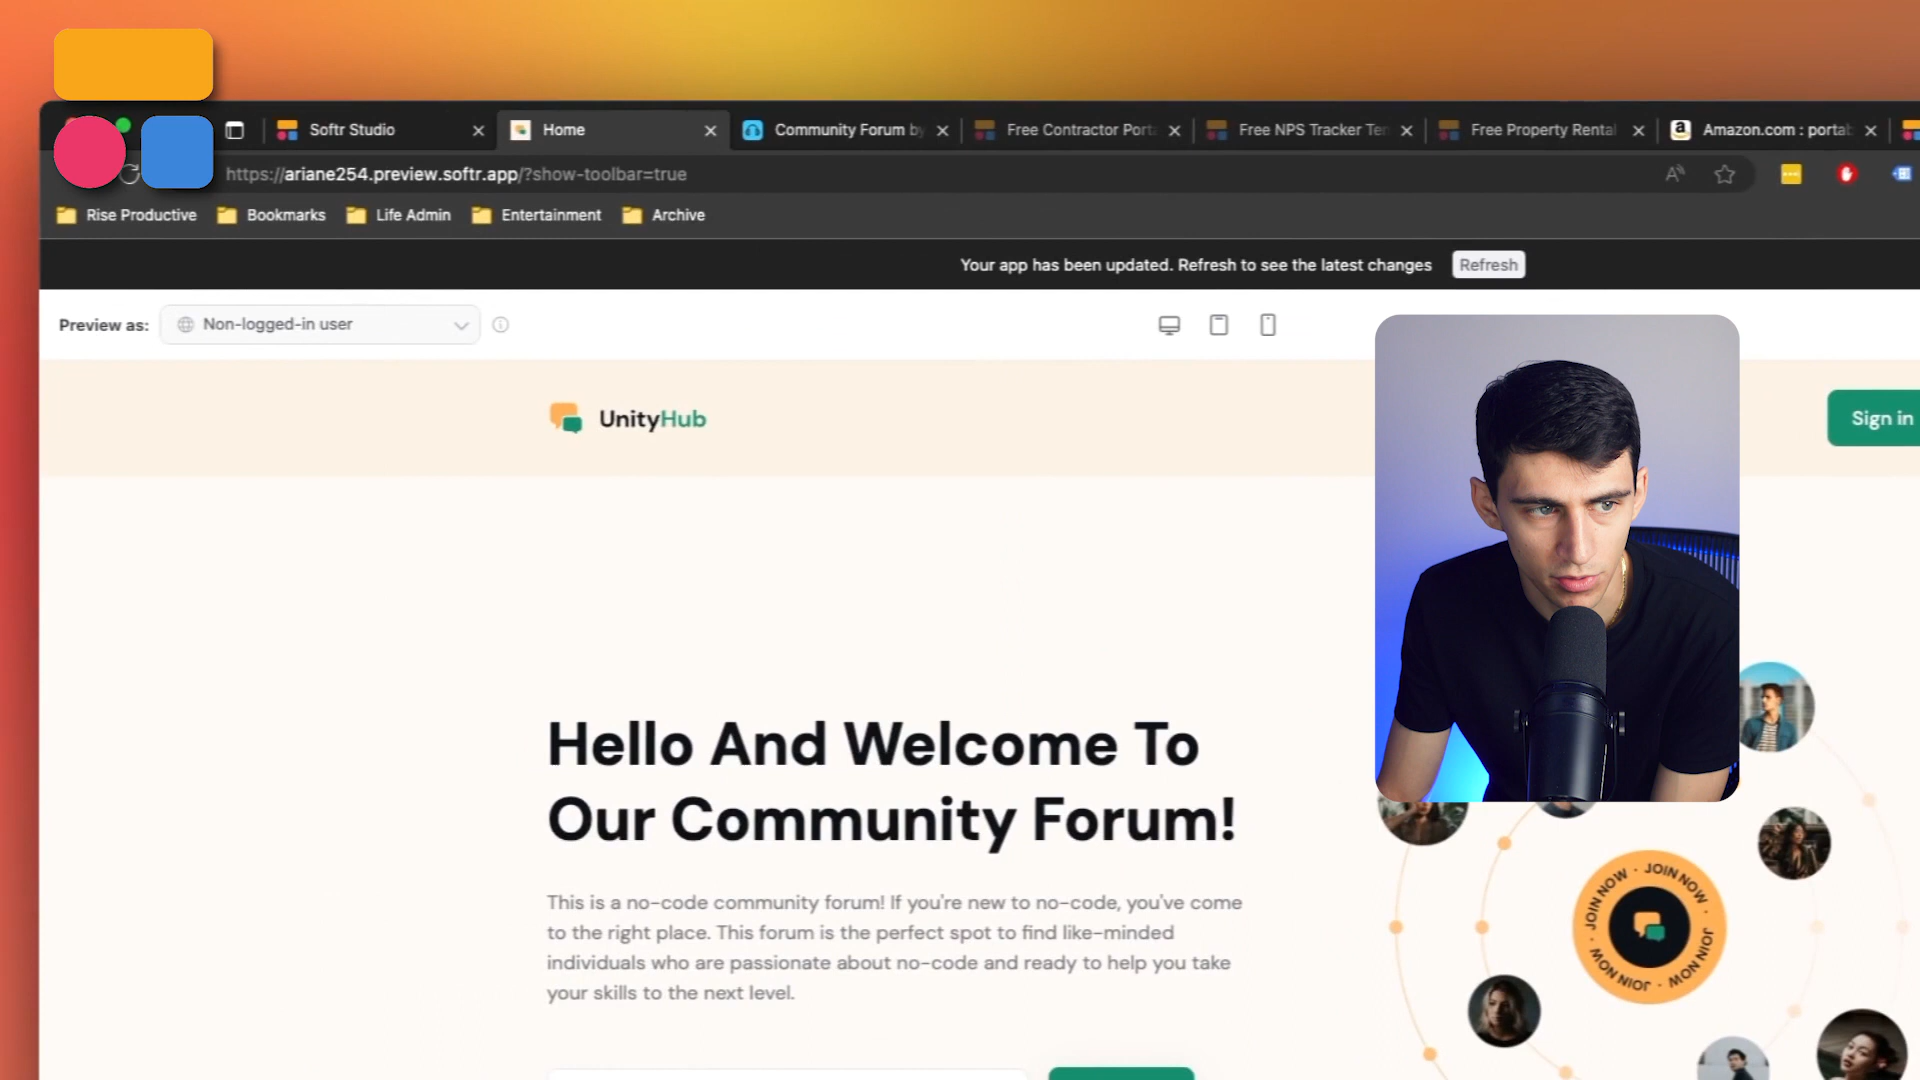 Softr Studio
Home
Community Forum by
Free Contractor Porta
Free NPS Tracker Ten
Free Property Rental
Amazon.com : portab
https://ariane254.preview.softr.app/?show-toolbar=true
Rise Productive
Bookmarks
Life Admin
Entertainment
Archive
Your app has been updated. Refresh to see the latest changes
Refresh
Preview as:
Non-logged-in user
UnityHub
Sign in
Hello And Welcome To
Our Community Forum!
This is a no-code community forum! If you're new to no-code, you've come
to the right place. This forum is the perfect spot to find like-minded
individuals who are passionate about no-code and ready to help you take
your skills to the next level.
JOIN NOW · JOIN NOW · JOIN NOW · JOIN NOW ·